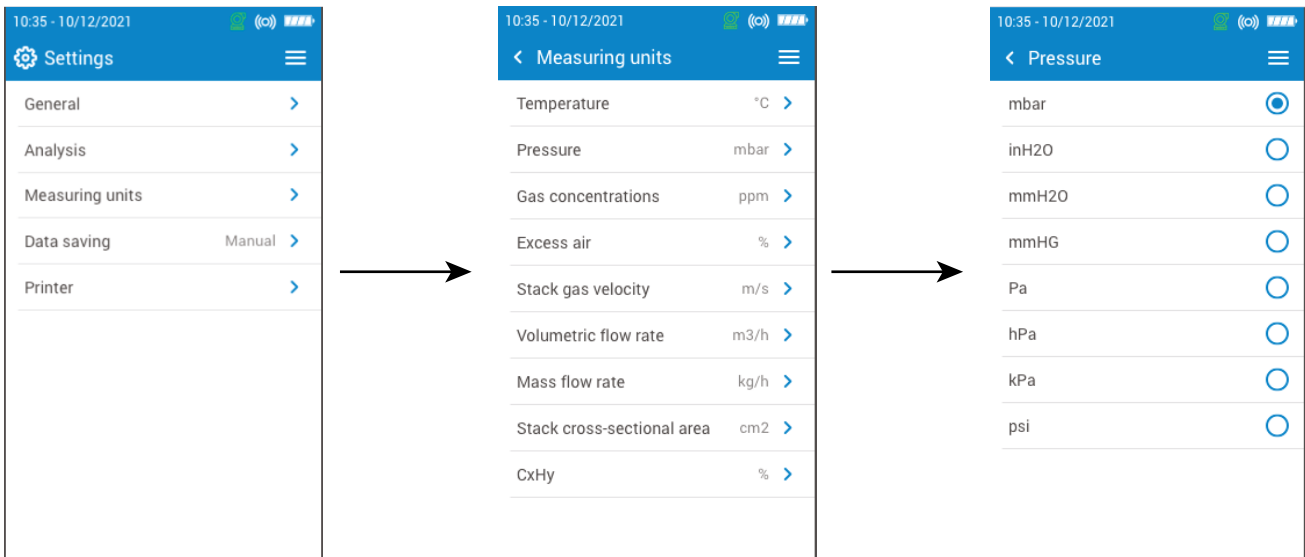 10:35 - 10/12/2021
Settings
General
Analysis
Measuring units
Data saving Manual
Printer
10:35 - 10/12/2021
Measuring units
Temperature °C
Pressure mbar
Gas concentrations ppm
Excess air %
Stack gas velocity m/s
Volumetric flow rate m3/h
Mass flow rate kg/h
Stack cross-sectional area cm2
CxHy %
10:35 - 10/12/2021
Pressure
mbar
inH2O
mmH2O
mmHG
Pa
hPa
kPa
psi